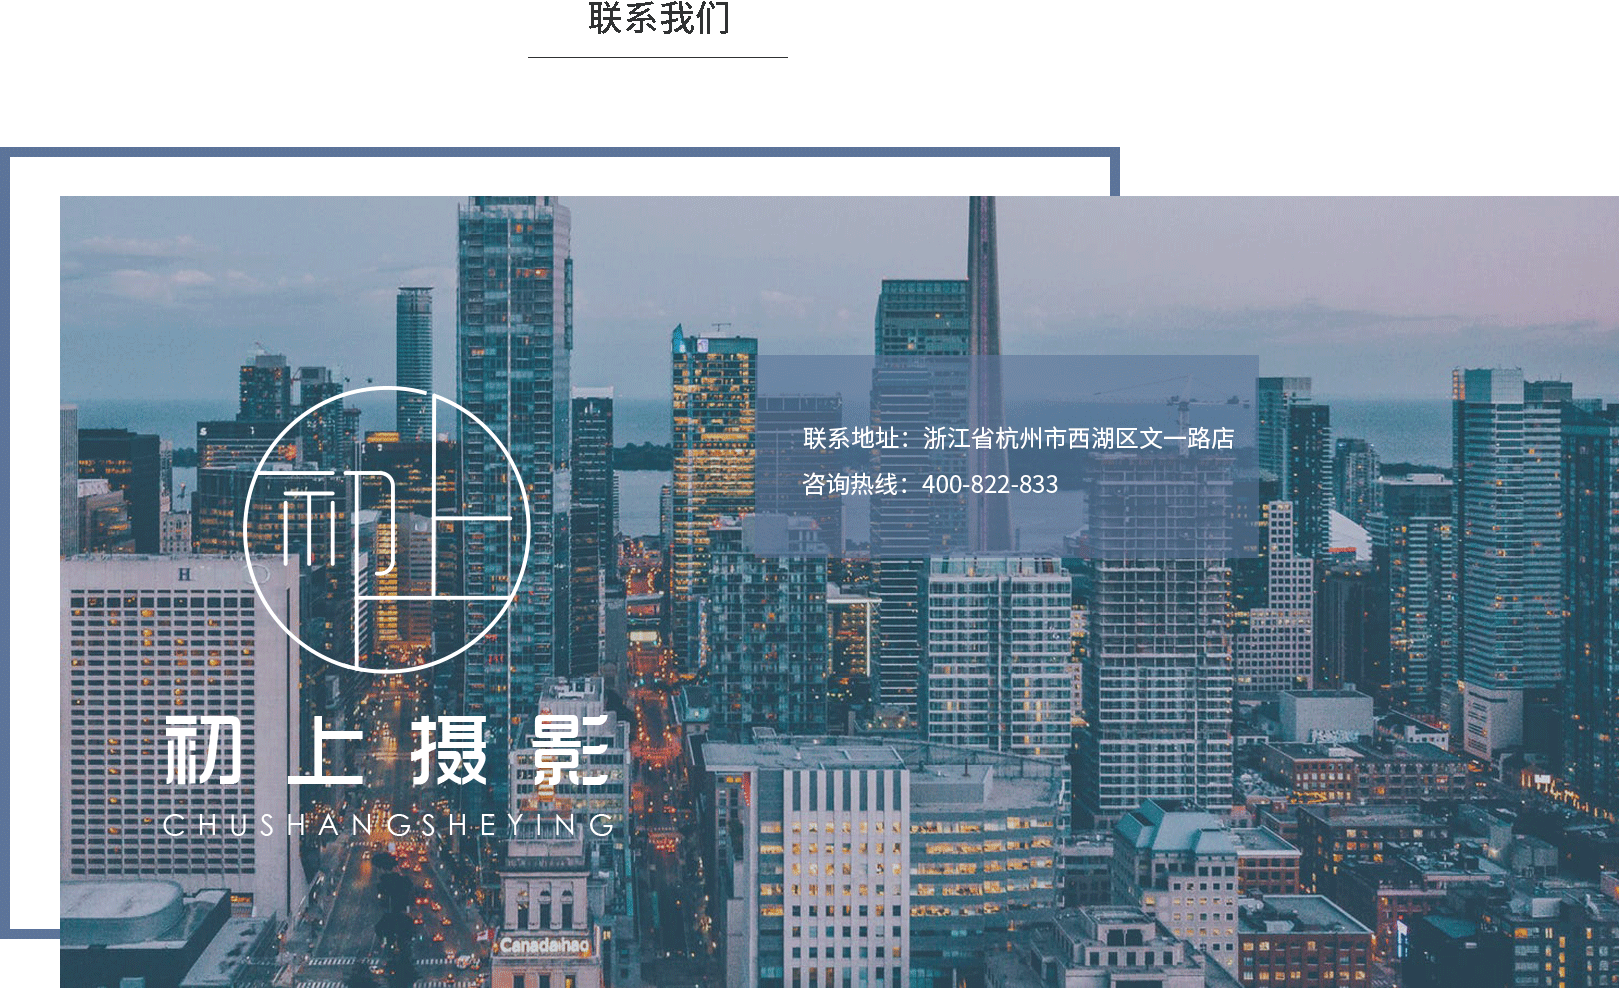 联系我们
联系地址：浙江省杭州市西湖区文一路店
咨询热线：400-822-833
初上
初上摄影
CHUSHANGSHEYING
H
Canada